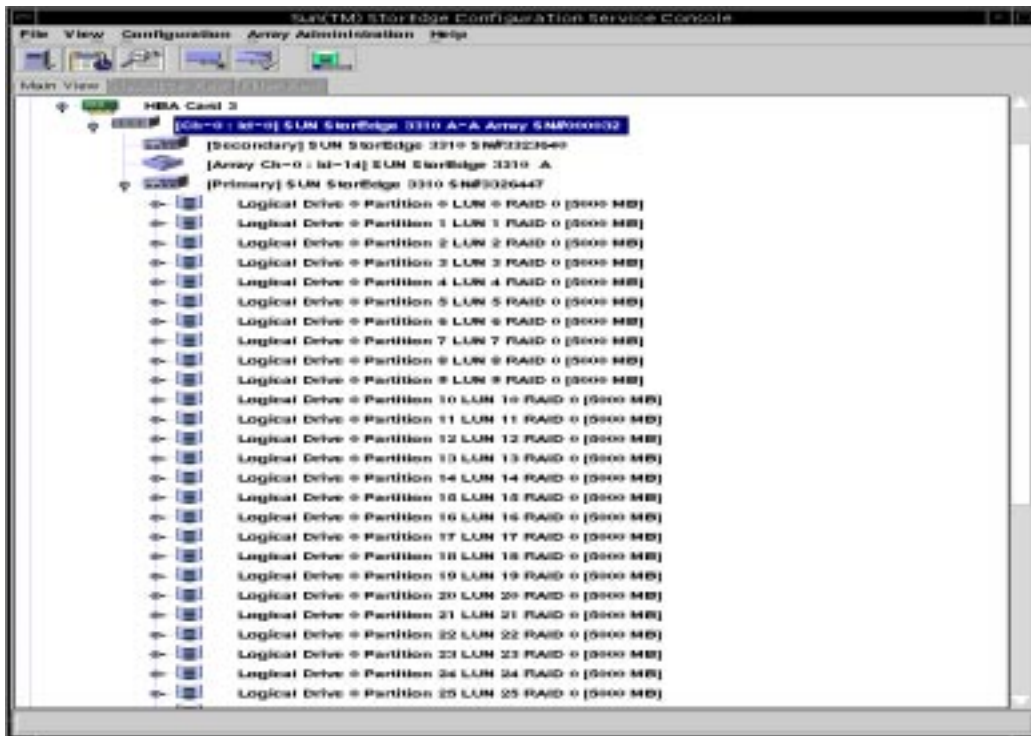 Sun(TM) StorEdge Configuration Service Console
File View Configuration Array Administration Help
Main View
HBA Card 3
[Ch-0 : Id-0] SUN StorEdge 3310 A-A Array SN#000032
[Secondary] SUN StorEdge 3310 SN#3323640
[Array Ch-0 : Id-14] SUN StorEdge 3310 A
[Primary] SUN StorEdge 3310 SN#3326447
Logical Drive 0 Partition 0 LUN 0 RAID 0 [5000 MB]
Logical Drive 0 Partition 1 LUN 1 RAID 0 [5000 MB]
Logical Drive 0 Partition 2 LUN 2 RAID 0 [5000 MB]
Logical Drive 0 Partition 3 LUN 3 RAID 0 [5000 MB]
Logical Drive 0 Partition 4 LUN 4 RAID 0 [5000 MB]
Logical Drive 0 Partition 5 LUN 5 RAID 0 [5000 MB]
Logical Drive 0 Partition 6 LUN 6 RAID 0 [5000 MB]
Logical Drive 0 Partition 7 LUN 7 RAID 0 [5000 MB]
Logical Drive 0 Partition 8 LUN 8 RAID 0 [5000 MB]
Logical Drive 0 Partition 9 LUN 9 RAID 0 [5000 MB]
Logical Drive 0 Partition 10 LUN 10 RAID 0 [5000 MB]
Logical Drive 0 Partition 11 LUN 11 RAID 0 [5000 MB]
Logical Drive 0 Partition 12 LUN 12 RAID 0 [5000 MB]
Logical Drive 0 Partition 13 LUN 13 RAID 0 [5000 MB]
Logical Drive 0 Partition 14 LUN 14 RAID 0 [5000 MB]
Logical Drive 0 Partition 15 LUN 15 RAID 0 [5000 MB]
Logical Drive 0 Partition 16 LUN 16 RAID 0 [5000 MB]
Logical Drive 0 Partition 17 LUN 17 RAID 0 [5000 MB]
Logical Drive 0 Partition 18 LUN 18 RAID 0 [5000 MB]
Logical Drive 0 Partition 19 LUN 19 RAID 0 [5000 MB]
Logical Drive 0 Partition 20 LUN 20 RAID 0 [5000 MB]
Logical Drive 0 Partition 21 LUN 21 RAID 0 [5000 MB]
Logical Drive 0 Partition 22 LUN 22 RAID 0 [5000 MB]
Logical Drive 0 Partition 23 LUN 23 RAID 0 [5000 MB]
Logical Drive 0 Partition 24 LUN 24 RAID 0 [5000 MB]
Logical Drive 0 Partition 25 LUN 25 RAID 0 [5000 MB]